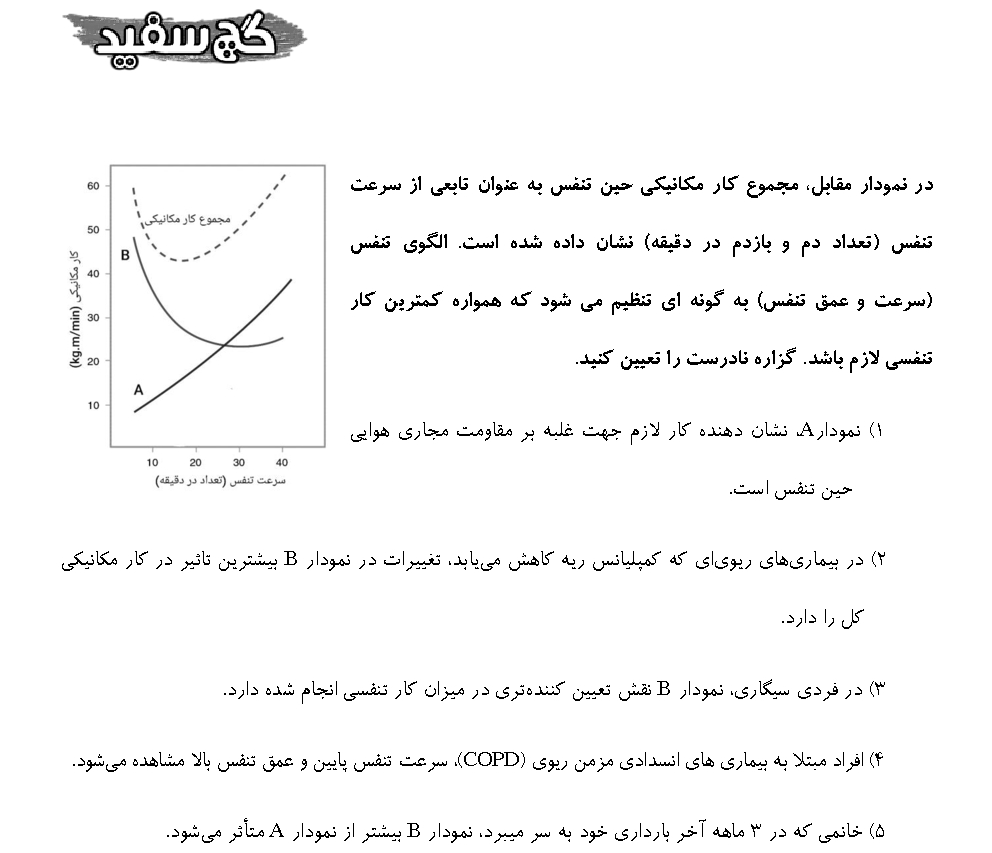 گچ سفید
در نمودار مقابل، مجموع کار مکانیکی حین تنفس به عنوان تابعی از سرعت
تنفس (تعداد دم و بازدم در دقیقه) نشان داده شده است. الگوی تنفس
(سرعت و عمق تنفس) به گونه ای تنظیم می شود که همواره کمترین کار
تنفسی لازم باشد. گزاره نادرست را تعیین کنید.
60
50
40
30
20
10
کار مکانیکی (kg.m/min)
مجموع کار مکانیکی
B
A
10 20 30 40
سرعت تنفس (تعداد در دقیقه)
۱) نمودارA، نشان دهنده کار لازم جهت غلبه بر مقاومت مجاری هوایی
حین تنفس است.
۲) در بیماری‌های ریوی‌ای که کمپلیانس ریه کاهش می‌یابد، تغییرات در نمودار B بیشترین تاثیر در کار مکانیکی
کل را دارد.
۳) در فردی سیگاری، نمودار B نقش تعیین کننده‌تری در میزان کار تنفسی انجام شده دارد.
۴) افراد مبتلا به بیماری های انسدادی مزمن ریوی (COPD)، سرعت تنفس پایین و عمق تنفس بالا مشاهده می‌شود.
۵) خانمی که در ۳ ماهه آخر بارداری خود به سر میبرد، نمودار B بیشتر از نمودار A متأثر می‌شود.